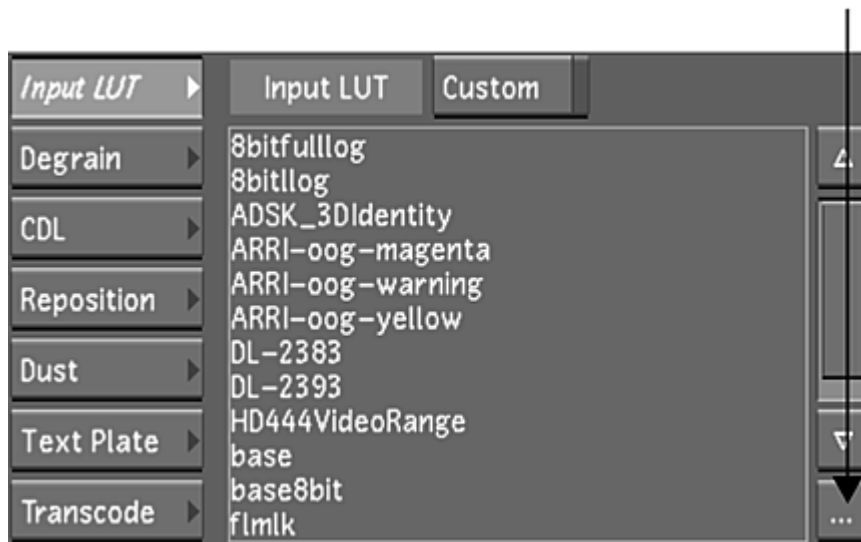 Input LUT
Degrain
CDL
Reposition
Dust
Text Plate
Transcode
Input LUT Custom
8bitfulllog
8bitllog
ADSK_3DIdentity
ARRI-oog-magenta
ARRI-oog-warning
ARRI-oog-yellow
DL-2383
DL-2393
HD444VideoRange
base
base8bit
flmlk
...